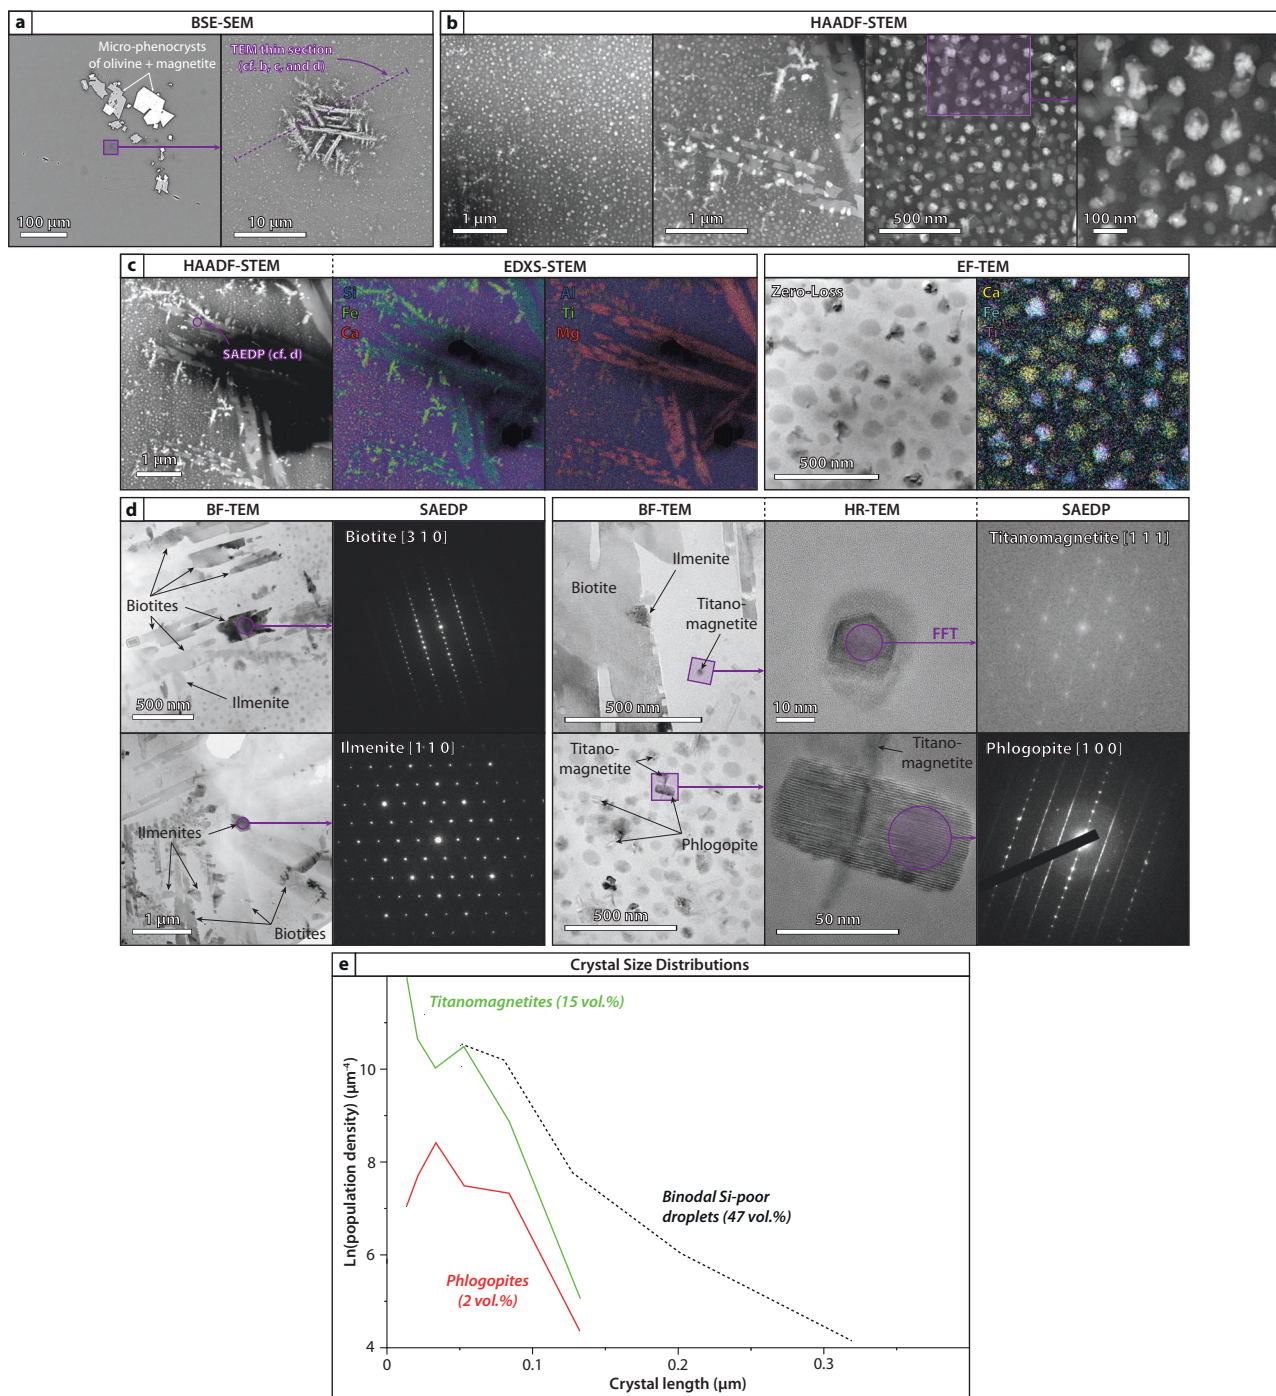 a
BSE-SEM
Micro-phenocrysts
of olivine + magnetite
100 µm
TEM thin section
(cf. b, c, and d)
10 µm
b
HAADF-STEM
1 µm
1 µm
500 nm
100 nm
c
HAADF-STEM
EDXS-STEM
SAEDP (cf. d)
1 µm
Si
Fe
Ca
Al
Ti
Mg
EF-TEM
Zero-Loss
500 nm
Ca
Fe
Ti
d
BF-TEM
SAEDP
Biotites
Ilmenite
500 nm
Biotite [3 1 0]
Ilmenites
Biotites
1 µm
Ilmenite [1 1 0]
BF-TEM
HR-TEM
SAEDP
Biotite
Ilmenite
Titano-
magnetite
500 nm
FFT
10 nm
Titanomagnetite [1 1 1]
Titano-
magnetite
Phlogopite
500 nm
Titano-
magnetite
50 nm
Phlogopite [1 0 0]
e
Crystal Size Distributions
Titanomagnetites (15 vol.%)
Binodal Si-poor
droplets (47 vol.%)
Phlogopites
(2 vol.%)
Ln(population density) (µm⁻⁴)
10
8
6
4
0
0.1
0.2
0.3
Crystal length (µm)